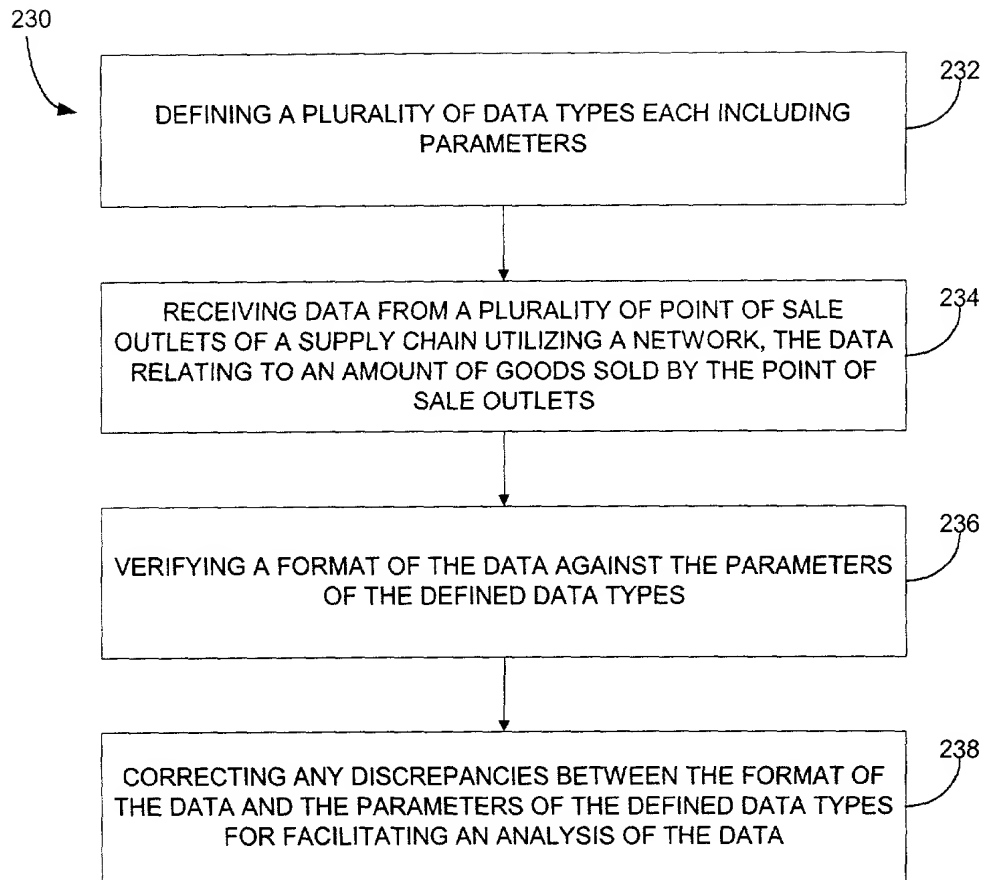 230
232
DEFINING A PLURALITY OF DATA TYPES EACH INCLUDING
PARAMETERS
234
RECEIVING DATA FROM A PLURALITY OF POINT OF SALE
OUTLETS OF A SUPPLY CHAIN UTILIZING A NETWORK, THE DATA
RELATING TO AN AMOUNT OF GOODS SOLD BY THE POINT OF
SALE OUTLETS
236
VERIFYING A FORMAT OF THE DATA AGAINST THE PARAMETERS
OF THE DEFINED DATA TYPES
238
CORRECTING ANY DISCREPANCIES BETWEEN THE FORMAT OF
THE DATA AND THE PARAMETERS OF THE DEFINED DATA TYPES
FOR FACILITATING AN ANALYSIS OF THE DATA